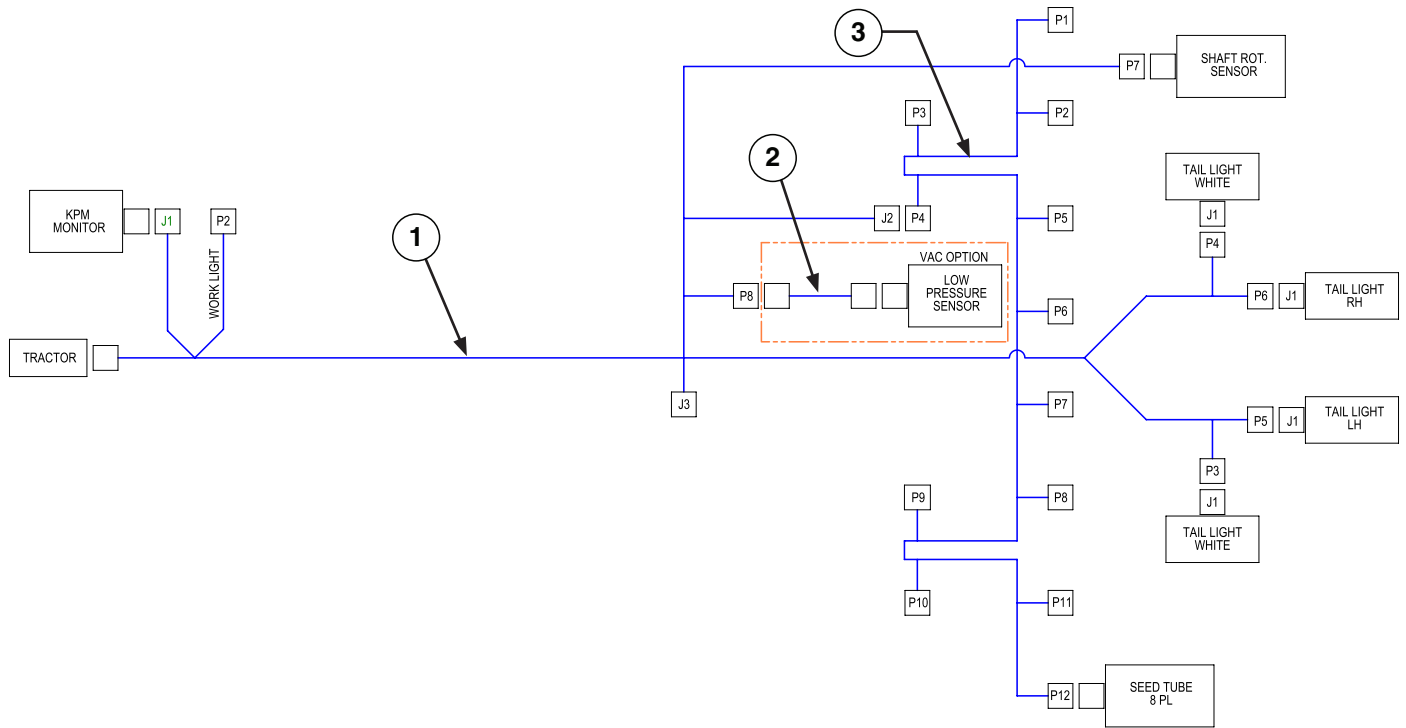 P1
3
P7
SHAFT ROT.
SENSOR
P3
P2
2
TAIL LIGHT
WHITE
KPM
MONITOR
J1
P2
J2
P4
P5
J1
P4
1
WORK LIGHT
VAC OPTION
P8
LOW
PRESSURE
SENSOR
P6
P6
J1
TAIL LIGHT
RH
TRACTOR
J3
P7
P5
J1
TAIL LIGHT
LH
P3
P9
P8
J1
TAIL LIGHT
WHITE
P10
P11
P12
SEED TUBE
8 PL